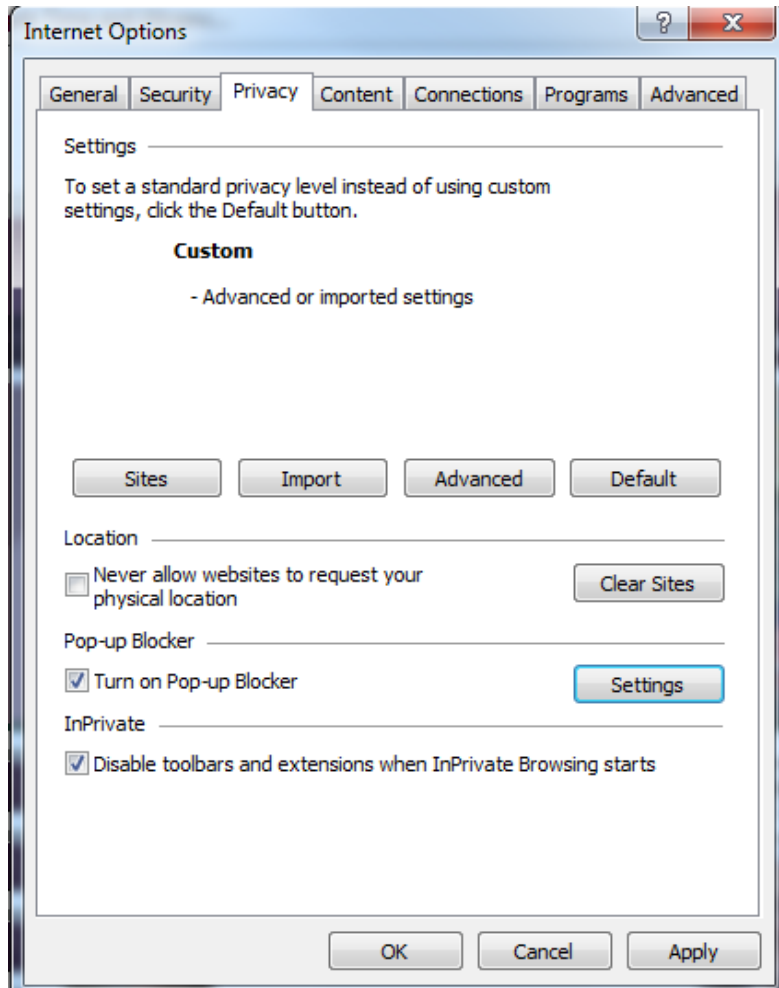 Internet Options
General Security Privacy Content Connections Programs Advanced
Settings
To set a standard privacy level instead of using custom
settings, click the Default button.
Custom
- Advanced or imported settings
Sites Import Advanced Default
Location
Never allow websites to request your
physical location
Clear Sites
Pop-up Blocker
Turn on Pop-up Blocker
Settings
InPrivate
Disable toolbars and extensions when InPrivate Browsing starts
OK Cancel Apply